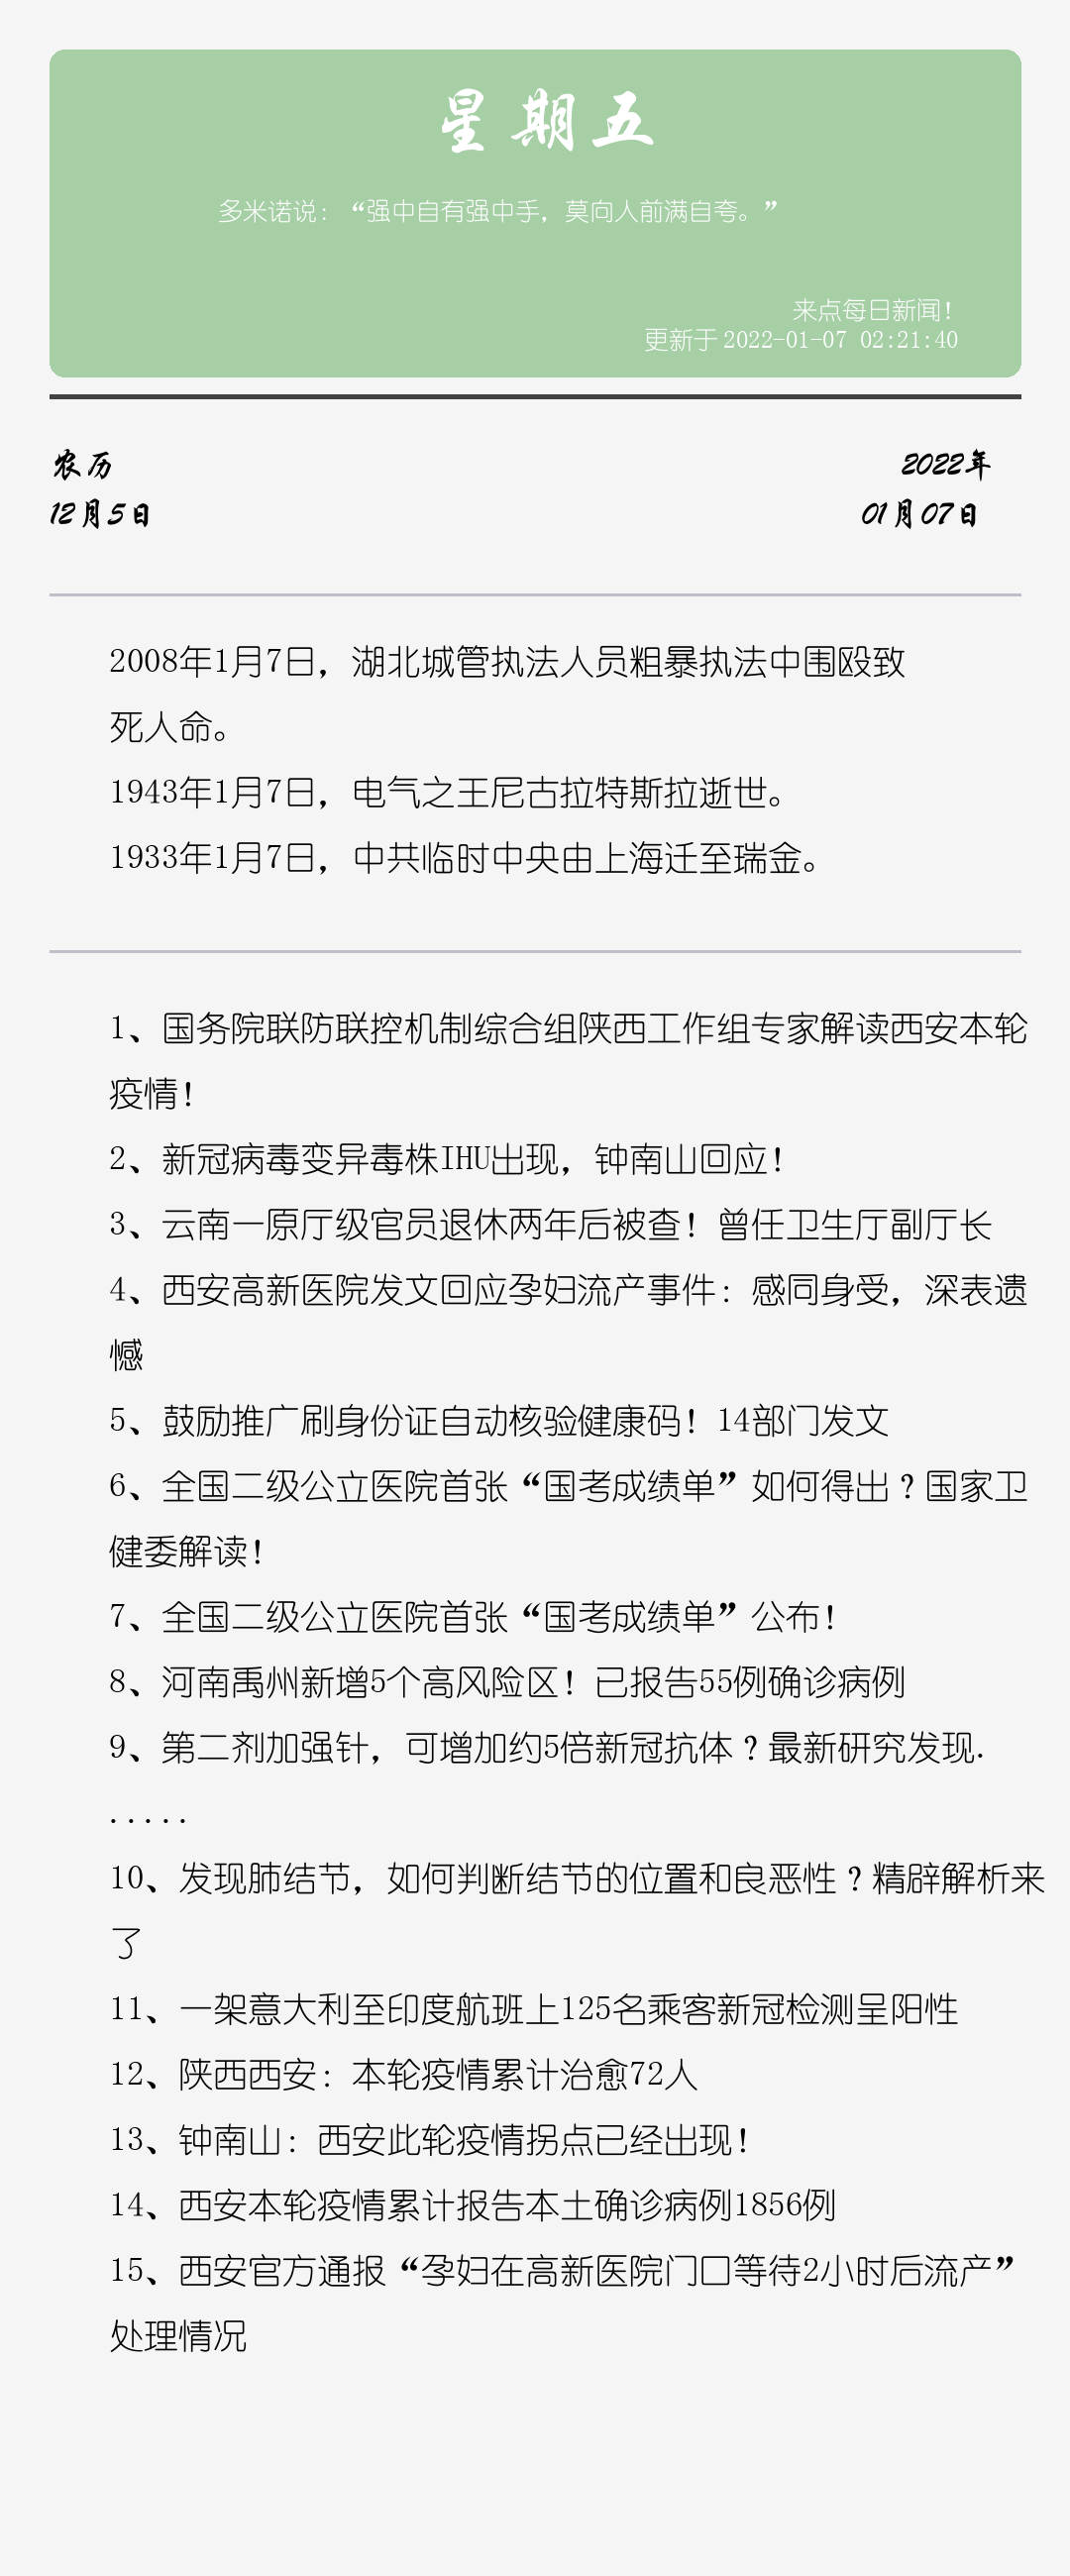 星期五
多米诺说：“强中自有强中手，莫向人前满自夸。”
来点每日新闻！
更新于 2022-01-07 02:21:40
农历
2022年
12月5日
01月07日
2008年1月7日，湖北城管执法人员粗暴执法中围殴致
死人命。
1943年1月7日，电气之王尼古拉特斯拉逝世。
1933年1月7日，中共临时中央由上海迁至瑞金。
1、国务院联防联控机制综合组陕西工作组专家解读西安本轮
疫情！
2、新冠病毒变异毒株IHU出现，钟南山回应！
3、云南一原厅级官员退休两年后被查！曾任卫生厅副厅长
4、西安高新医院发文回应孕妇流产事件：感同身受，深表遗
憾
5、鼓励推广刷身份证自动核验健康码！14部门发文
6、全国二级公立医院首张“国考成绩单”如何得出？国家卫
健委解读！
7、全国二级公立医院首张“国考成绩单”公布！
8、河南禹州新增5个高风险区！已报告55例确诊病例
9、第二剂加强针，可增加约5倍新冠抗体？最新研究发现.
.....
10、发现肺结节，如何判断结节的位置和良恶性？精辟解析来
了
11、一架意大利至印度航班上125名乘客新冠检测呈阳性
12、陕西西安：本轮疫情累计治愈72人
13、钟南山：西安此轮疫情拐点已经出现！
14、西安本轮疫情累计报告本土确诊病例1856例
15、西安官方通报“孕妇在高新医院门口等待2小时后流产”
处理情况